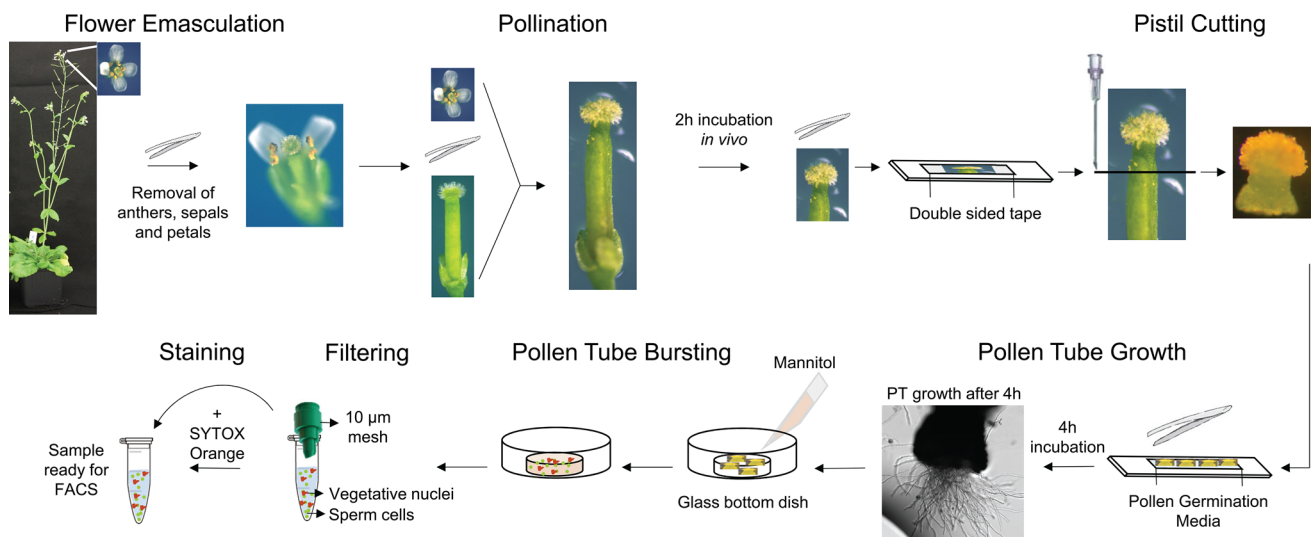 Flower Emasculation
Removal of
anthers, sepals
and petals
Pollination
2h incubation
in vivo
Double sided tape
Pistil Cutting
Pollen Tube Growth
4h
incubation
Pollen Germination
Media
PT growth after 4h
Pollen Tube Bursting
Mannitol
Glass bottom dish
Filtering
10 µm
mesh
Vegetative nuclei
Sperm cells
Staining
+
SYTOX
Orange
Sample
ready for
FACS